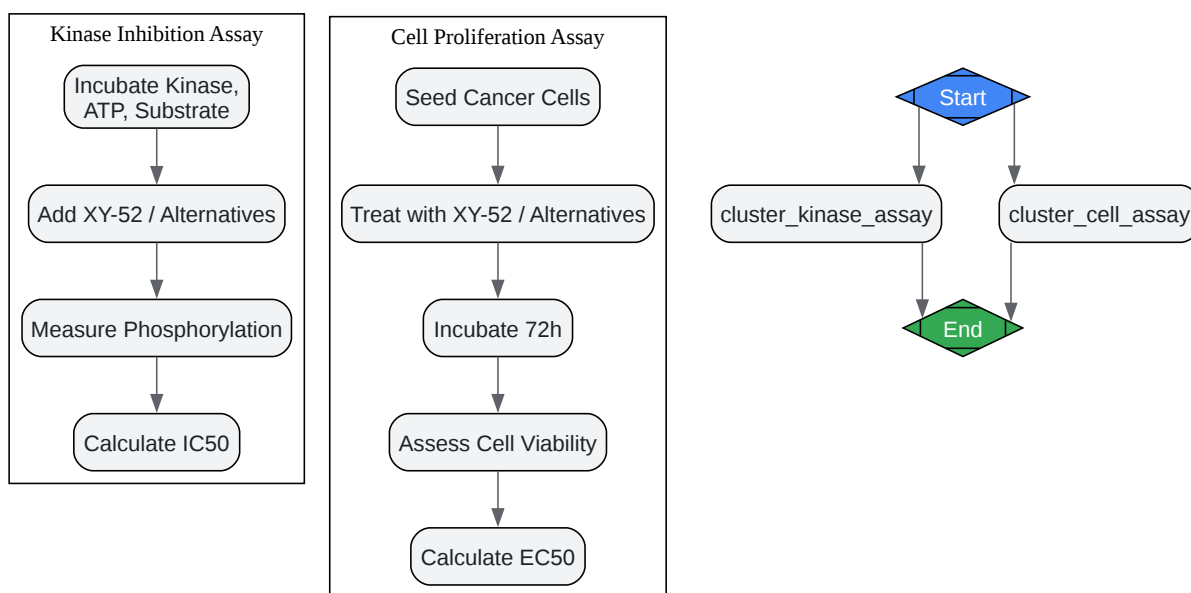 Kinase Inhibition Assay
Incubate Kinase,
ATP, Substrate
Add XY-52 / Alternatives
Measure Phosphorylation
Calculate IC50
Cell Proliferation Assay
Seed Cancer Cells
Treat with XY-52 / Alternatives
Incubate 72h
Assess Cell Viability
Calculate EC50
Start
cluster_kinase_assay
cluster_cell_assay
End